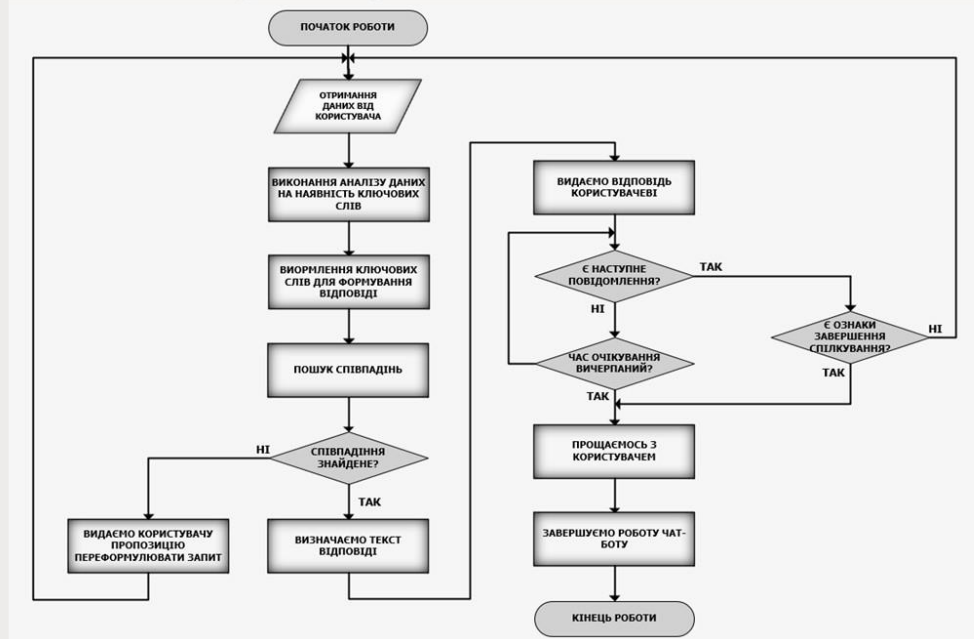 ПОЧАТОК РОБОТИ
ОТРИМАННЯ
ДАНИХ ВІД
КОРИСТУВАЧА
ВИКОНАННЯ АНАЛІЗУ ДАНИХ
НА НАЯВНІСТЬ КЛЮЧОВИХ
СЛІВ
ВИОРМЛЕННЯ КЛЮЧОВИХ
СЛІВ ДЛЯ ФОРМУВАННЯ
ВІДПОВІДІ
ПОШУК СПІВПАДІНЬ
СПІВПАДІННЯ
ЗНАЙДЕНЕ?
НІ
ТАК
ВИДАЄМО КОРИСТУВАЧУ
ПРОПОЗИЦІЮ
ПЕРЕФОРМУЛЮВАТИ ЗАПИТ
ВИЗНАЧАЄМО ТЕКСТ
ВІДПОВІДІ
ВИДАЄМО ВІДПОВІДЬ
КОРИСТУВАЧЕВІ
Є НАСТУПНЕ
ПОВІДОМЛЕННЯ?
ТАК
НІ
Є ОЗНАКИ
ЗАВЕРШЕННЯ
СПІЛКУВАННЯ?
НІ
ТАК
ЧАС ОЧІКУВАННЯ
ВИЧЕРПАНИЙ?
ТАК
ПРОЩАЄМОСЬ З
КОРИСТУВАЧЕМ
ЗАВЕРШУЄМО РОБОТУ ЧАТ-
БОТУ
КІНЕЦЬ РОБОТИ